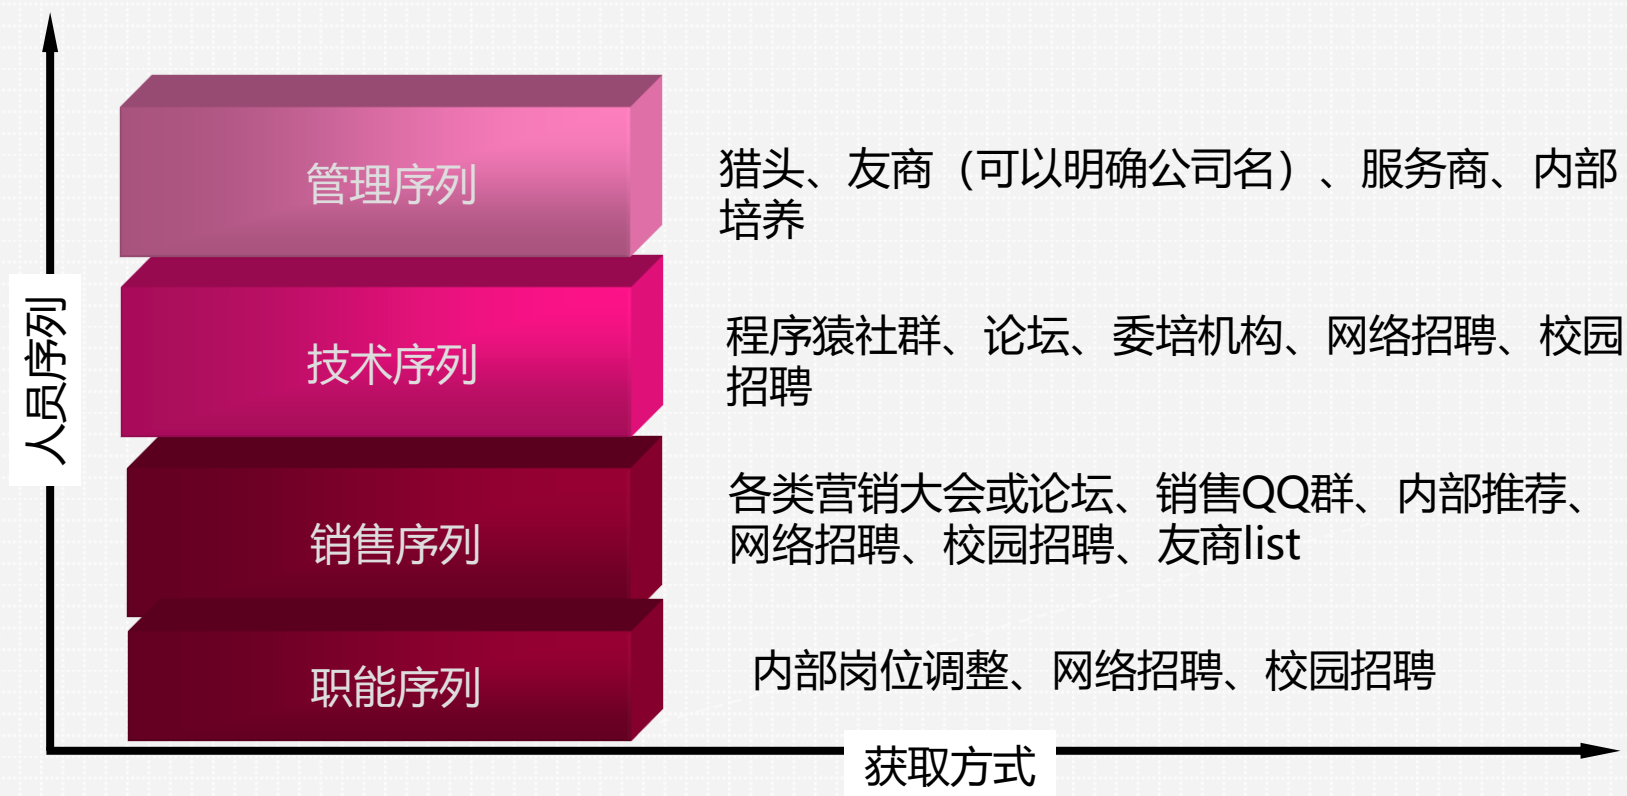 管理序列
猎头、友商（可以明确公司名）、服务商、内部
培养
技术序列
程序猿社群、论坛、委培机构、网络招聘、校园
招聘
人员序列
销售序列
各类营销大会或论坛、销售QQ群、内部推荐、
网络招聘、校园招聘、友商list
职能序列
内部岗位调整、网络招聘、校园招聘
获取方式